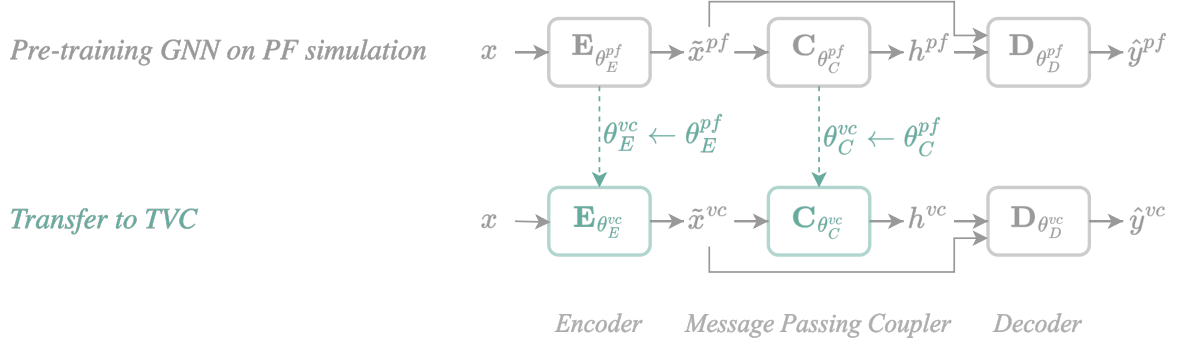 Pre-training GNN on PF simulation x E_{θ_E^{pf}} x̃^{pf} C_{θ_C^{pf}} h^{pf} D_{θ_D^{pf}} ŷ^{pf}
θ_E^{vc} ← θ_E^{pf} θ_C^{vc} ← θ_C^{pf}
Transfer to TVC x E_{θ_E^{vc}} x̃^{vc} C_{θ_C^{vc}} h^{vc} D_{θ_D^{vc}} ŷ^{vc}
Encoder Message Passing Coupler Decoder